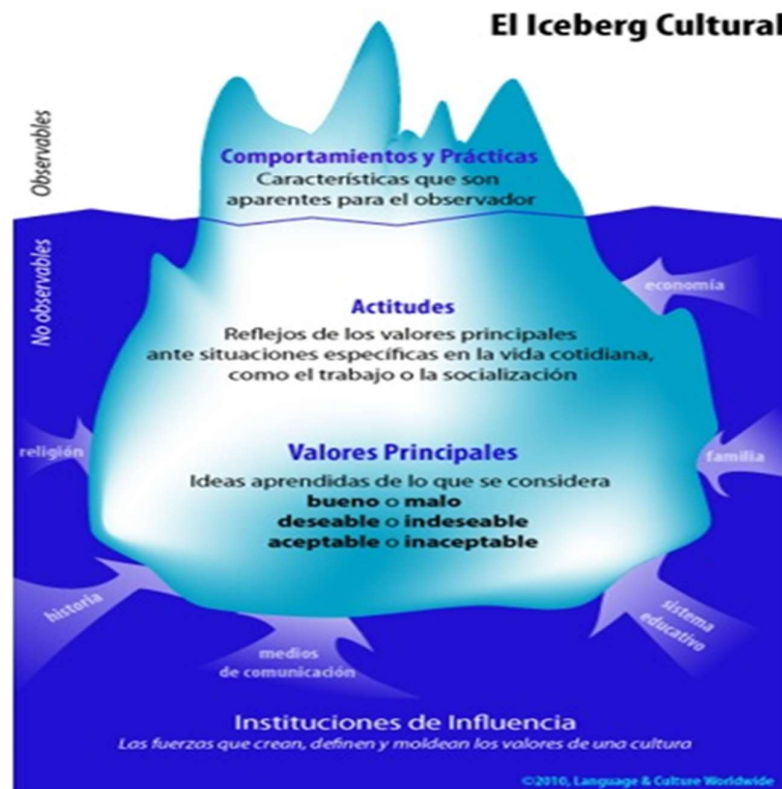 El Iceberg Cultural
Observables
Comportamientos y Prácticas
Características que son
aparentes para el observador
No observables
economía
Actitudes
Reflejos de los valores principales
ante situaciones específicas en la vida cotidiana,
como el trabajo o la socialización
religión
familia
Valores Principales
Ideas aprendidas de lo que se considera
bueno o malo
deseable o indeseable
aceptable o inaceptable
historia
sistema
educativo
medios
de comunicación
Instituciones de Influencia
Las fuerzas que crean, definen y moldean los valores de una cultura
©2010, Language & Culture Worldwide